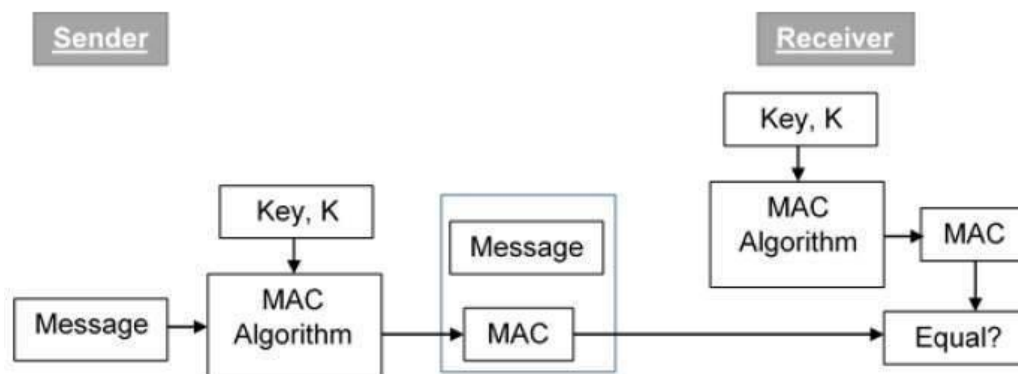 Sender
Receiver
Key, K
MAC
Algorithm
MAC
Key, K
Message
Message
MAC
Algorithm
MAC
Equal?